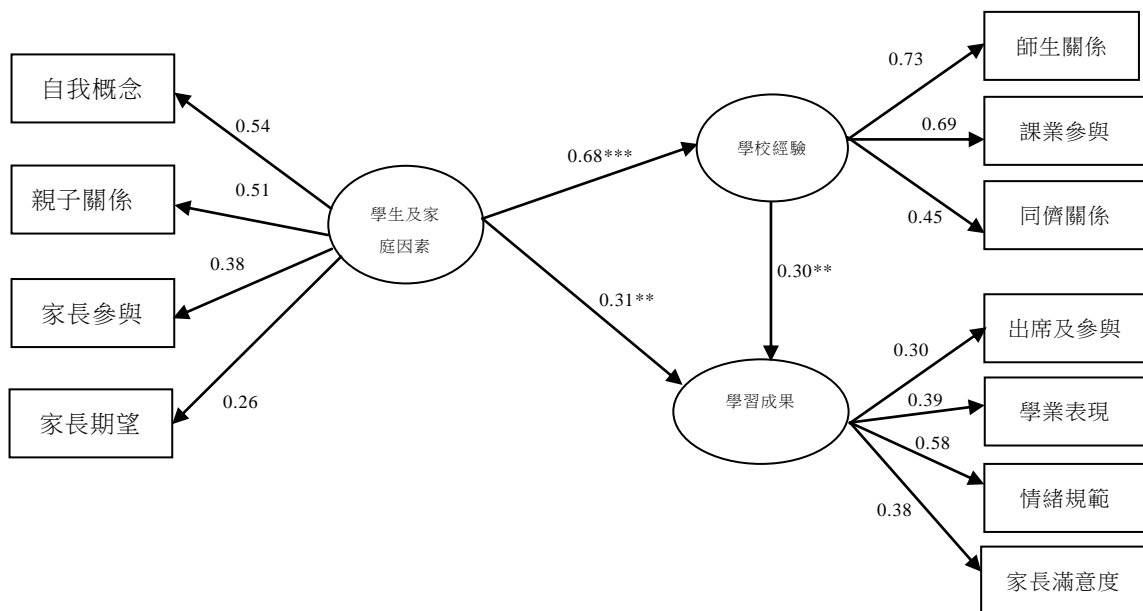 自我概念
親子關係
家長參與
家長期望
0.54
0.51
0.38
0.26
學生及家
庭因素
0.68***
0.31**
學校經驗
0.30**
學習成果
0.73
0.69
0.45
師生關係
課業參與
同儕關係
0.30
0.39
0.58
0.38
出席及參與
學業表現
情緒規範
家長滿意度